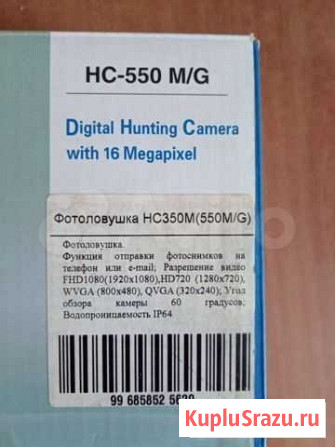 HC-550 M/G
Digital Hunting Camera
with 16 Megapixel
Фотоловушка HC350M(550M/G)
Фотоловушка.
Функция отправки фотоснимков на
телефон или e-mail; Разрешение видео
FHD1080(1920x1080),HD720 (1280x720),
WVGA (800x480), QVGA (320x240); Угол
обзора камеры 60 градусов;
Водопроницаемость IP64
99 685852
KupluSrazu.ru